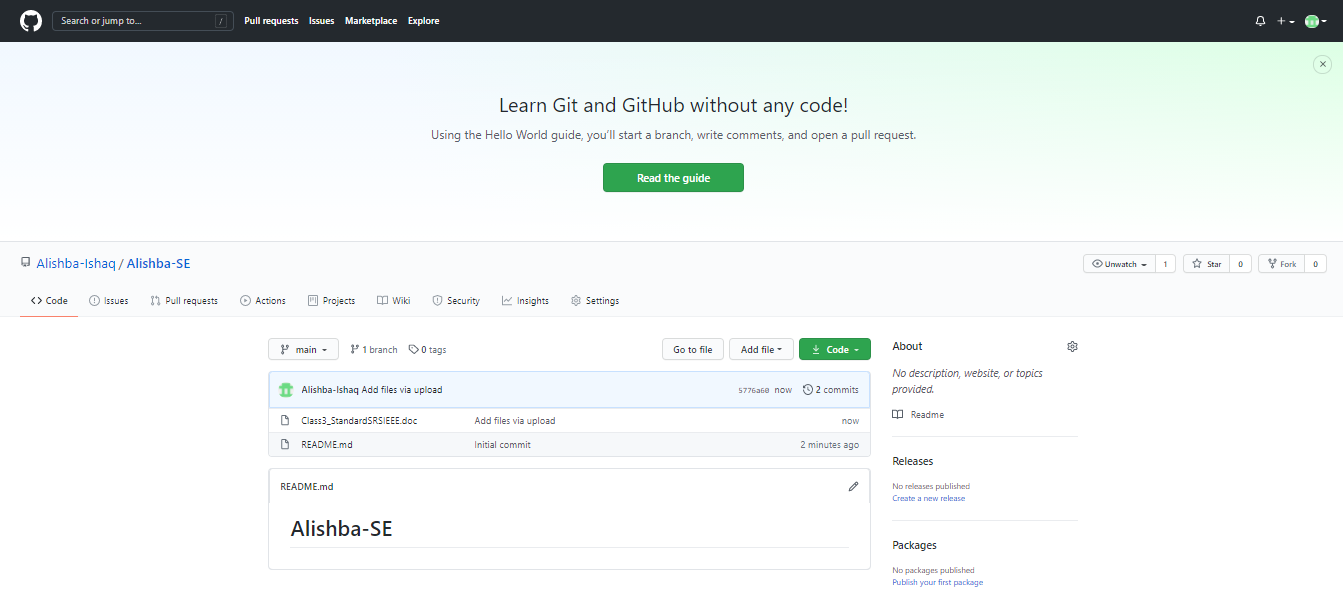 Search or jump to... /
Pull requests Issues Marketplace Explore
Learn Git and GitHub without any code!
Using the Hello World guide, you’ll start a branch, write comments, and open a pull request.
Read the guide
Alishba-Ishaq / Alishba-SE
Unwatch 1 Star 0 Fork 0
Code Issues Pull requests Actions Projects Wiki Security Insights Settings
main 1 branch 0 tags Go to file Add file Code
Alishba-Ishaq Add files via upload 5776a60 now 2 commits
Class3_StandardSRSIEEE.doc Add files via upload now
README.md Initial commit 2 minutes ago
README.md
Alishba-SE
About
No description, website, or topics
provided.
Readme
Releases
No releases published
Create a new release
Packages
No packages published
Publish your first package